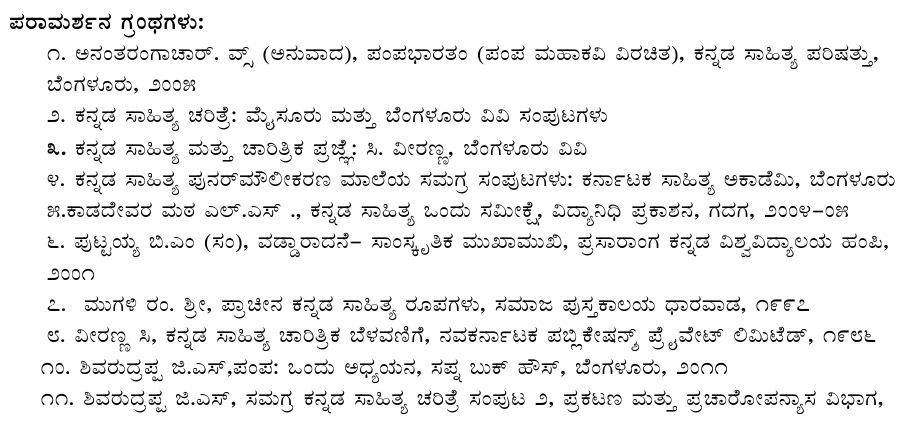 ಪರಾಮರ್ಶನ ಗ್ರಂಥಗಳು:
೧. ಅನಂತರಂಗಾಚಾರ್. ವ್ಸ್ (ಅನುವಾದ), ಪಂಪಭಾರತಂ (ಪಂಪ ಮಹಾಕವಿ ವಿರಚಿತ), ಕನ್ನಡ ಸಾಹಿತ್ಯ ಪರಿಷತ್ತು,
ಬೆಂಗಳೂರು, ೨೦೦೫
೨. ಕನ್ನಡ ಸಾಹಿತ್ಯ ಚರಿತ್ರೆ: ಮೈಸೂರು ಮತ್ತು ಬೆಂಗಳೂರು ವಿವಿ ಸಂಪುಟಗಳು
೩. ಕನ್ನಡ ಸಾಹಿತ್ಯ ಮತ್ತು ಚಾರಿತ್ರಿಕ ಪ್ರಜ್ಞೆ: ಸಿ. ವೀರಣ್ಣ, ಬೆಂಗಳೂರು ವಿವಿ
೪. ಕನ್ನಡ ಸಾಹಿತ್ಯ ಪುನರ್‌ಮೌಲೀಕರಣ ಮಾಲೆಯ ಸಮಗ್ರ ಸಂಪುಟಗಳು: ಕರ್ನಾಟಕ ಸಾಹಿತ್ಯ ಅಕಾಡೆಮಿ, ಬೆಂಗಳೂರು
೫.ಕಾಡದೇವರ ಮಠ ಎಲ್.ಎಸ್ ., ಕನ್ನಡ ಸಾಹಿತ್ಯ ಒಂದು ಸಮೀಕ್ಷೆ, ವಿದ್ಯಾನಿಧಿ ಪ್ರಕಾಶನ, ಗದಗ, ೨೦೦೪-೦೫
೬. ಪುಟ್ಟಯ್ಯ ಬಿ.ಎಂ (ಸಂ), ವಡ್ಡಾರಾದನೆ- ಸಾಂಸ್ಕೃತಿಕ ಮುಖಾಮುಖಿ, ಪ್ರಸಾರಾಂಗ ಕನ್ನಡ ವಿಶ್ವವಿದ್ಯಾಲಯ ಹಂಪಿ,
೨೦೦೧
೭. ಮುಗಳಿ ರಂ. ಶ್ರೀ, ಪ್ರಾಚೀನ ಕನ್ನಡ ಸಾಹಿತ್ಯ ರೂಪಗಳು, ಸಮಾಜ ಪುಸ್ತಕಾಲಯ ಧಾರವಾಡ, ೧೯೯೭
೮. ವೀರಣ್ಣ ಸಿ, ಕನ್ನಡ ಸಾಹಿತ್ಯ ಚಾರಿತ್ರಿಕ ಬೆಳವಣಿಗೆ, ನವಕರ್ನಾಟಕ ಪಬ್ಲಿಕೇಷನ್ಸ್ ಪ್ರೈವೇಟ್ ಲಿಮಿಟೆಡ್, ೧೯೮೬
೧೦. ಶಿವರುದ್ರಪ್ಪ ಜಿ.ಎಸ್,ಪಂಪ: ಒಂದು ಅಧ್ಯಯನ, ಸಪ್ನ ಬುಕ್ ಹೌಸ್, ಬೆಂಗಳೂರು, ೨೦೧೧
೧೧. ಶಿವರುದ್ರಪ್ಪ ಜಿ.ಎಸ್, ಸಮಗ್ರ ಕನ್ನಡ ಸಾಹಿತ್ಯ ಚರಿತ್ರೆ ಸಂಪುಟ ೨, ಪ್ರಕಟಣ ಮತ್ತು ಪ್ರಚಾರೋಪನ್ಯಾಸ ವಿಭಾಗ,